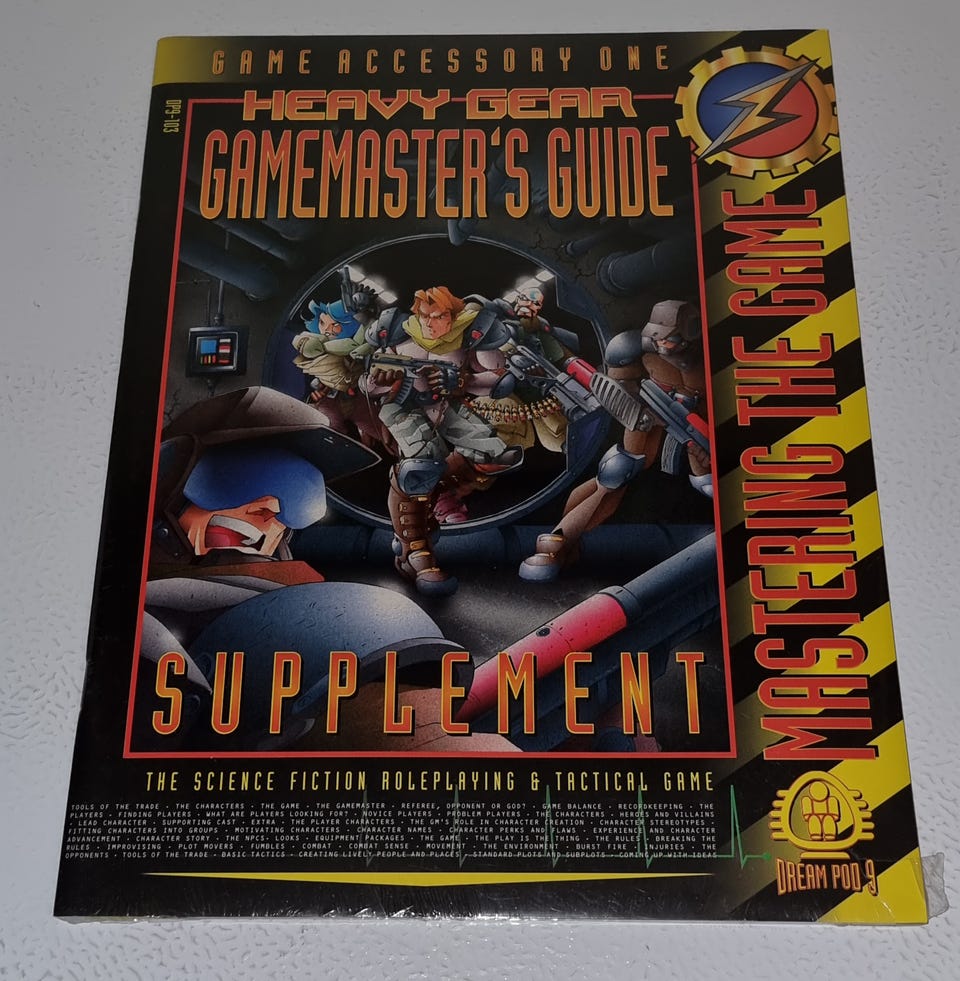 GAME ACCESSORY ONE
DP9-103
HEAVY GEAR
GAMEMASTER'S GUIDE
MASTERING THE GAME
SUPPLEMENT
THE SCIENCE FICTION ROLEPLAYING & TACTICAL GAME
TOOLS OF THE TRADE · THE CHARACTERS · THE GAME · THE GAMEMASTER · REFEREE, OPPONENT OR GOD? · GAME BALANCE · RECORDKEEPING · THE
PLAYERS · FINDING PLAYERS · WHAT ARE PLAYERS LOOKING FOR? · NOVICE PLAYERS · PROBLEM PLAYERS · THE CHARACTERS · HEROES AND VILLAINS
· LEAD CHARACTER · SUPPORTING CAST · EXTRA · THE PLAYER CHARACTERS · THE GM'S ROLE IN CHARACTER CREATION · CHARACTER STEREOTYPES ·
FITTING CHARACTERS INTO GROUPS · MOTIVATING CHARACTERS · CHARACTER NAMES · CHARACTER PERKS AND FLAWS · EXPERIENCE AND CHARACTER
ADVANCEMENT · CHARACTER STORY · THE NPCS: LOOKS · EQUIPMENT PACKAGES · THE GAME · THE PLAY IS THE THING · THE RULES · BREAKING THE
RULES · IMPROVISING · PLOT MOVERS · FUMBLES · COMBAT · COMBAT SENSE · MOVEMENT · THE ENVIRONMENT · BURST FIRE · INJURIES · THE
OPPONENTS · TOOLS OF THE TRADE · BASIC TACTICS · CREATING LIVELY PEOPLE AND PLACES · STANDARD PLOTS AND SUBPLOTS · COMING UP WITH IDEAS
DREAM POD 9